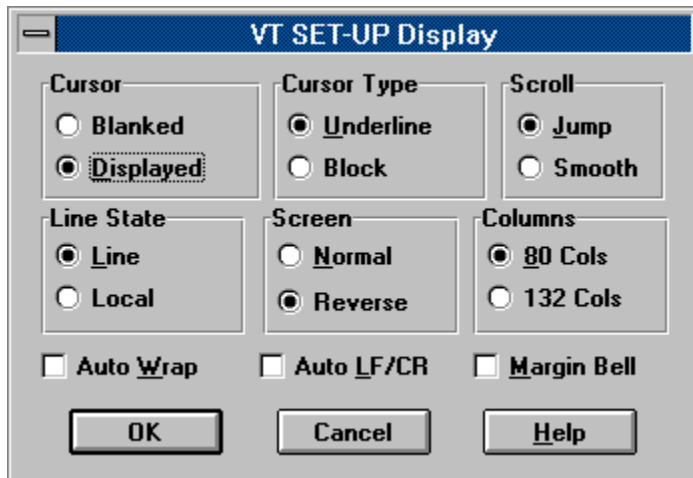 VT SET-UP Display
Cursor
Blanked
Displayed
Cursor Type
Underline
Block
Scroll
Jump
Smooth
Line State
Line
Local
Screen
Normal
Reverse
Columns
80 Cols
132 Cols
Auto Wrap
Auto LF/CR
Margin Bell
OK
Cancel
Help